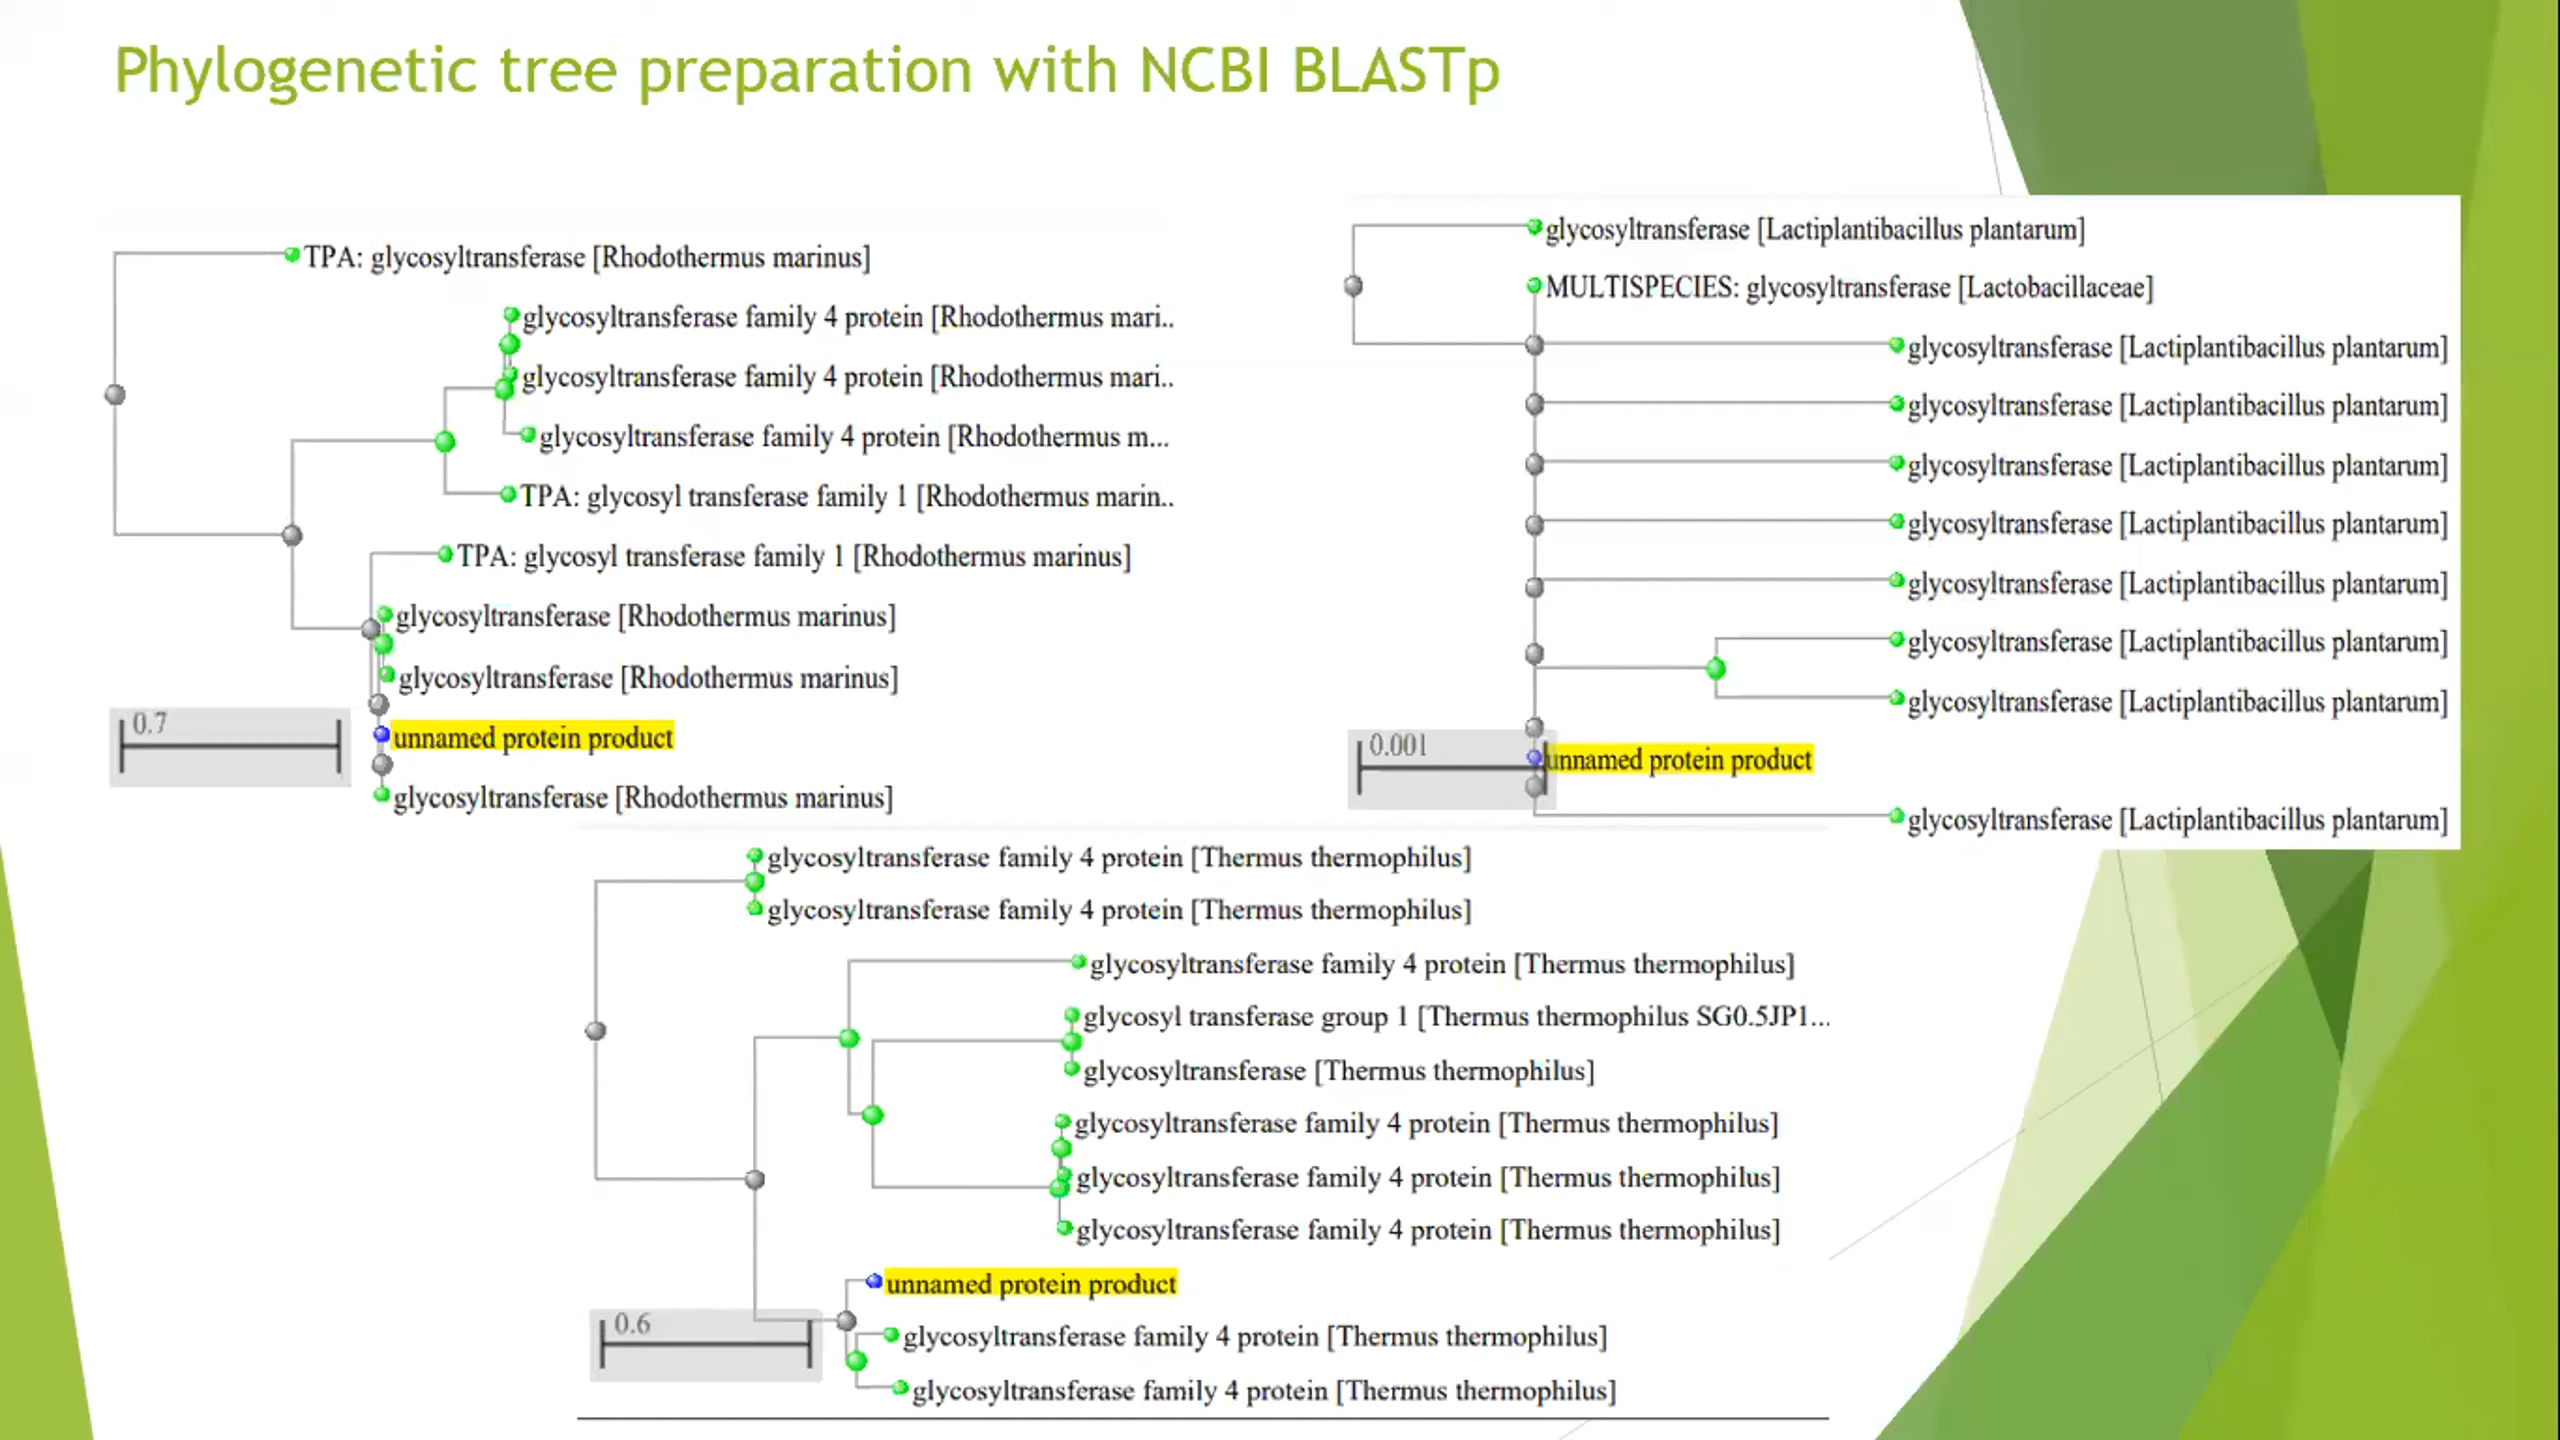 Phylogenetic tree preparation with NCBI BLASTp
TPA: glycosyltransferase [Rhodothermus marinus]
glycosyltransferase family 4 protein [Rhodothermus mari..
glycosyltransferase family 4 protein [Rhodothermus mari..
glycosyltransferase family 4 protein [Rhodothermus m...
TPA: glycosyl transferase family 1 [Rhodothermus marin..
TPA: glycosyl transferase family 1 [Rhodothermus marinus]
glycosyltransferase [Rhodothermus marinus]
glycosyltransferase [Rhodothermus marinus]
0.7
unnamed protein product
glycosyltransferase [Rhodothermus marinus]
glycosyltransferase [Lactiplantibacillus plantarum]
MULTISPECIES: glycosyltransferase [Lactobacillaceae]
glycosyltransferase [Lactiplantibacillus plantarum]
glycosyltransferase [Lactiplantibacillus plantarum]
glycosyltransferase [Lactiplantibacillus plantarum]
glycosyltransferase [Lactiplantibacillus plantarum]
glycosyltransferase [Lactiplantibacillus plantarum]
glycosyltransferase [Lactiplantibacillus plantarum]
glycosyltransferase [Lactiplantibacillus plantarum]
0.001
unnamed protein product
glycosyltransferase [Lactiplantibacillus plantarum]
glycosyltransferase family 4 protein [Thermus thermophilus]
glycosyltransferase family 4 protein [Thermus thermophilus]
glycosyltransferase family 4 protein [Thermus thermophilus]
glycosyl transferase group 1 [Thermus thermophilus SG0.5JP1...
glycosyltransferase [Thermus thermophilus]
glycosyltransferase family 4 protein [Thermus thermophilus]
glycosyltransferase family 4 protein [Thermus thermophilus]
glycosyltransferase family 4 protein [Thermus thermophilus]
unnamed protein product
0.6
glycosyltransferase family 4 protein [Thermus thermophilus]
glycosyltransferase family 4 protein [Thermus thermophilus]